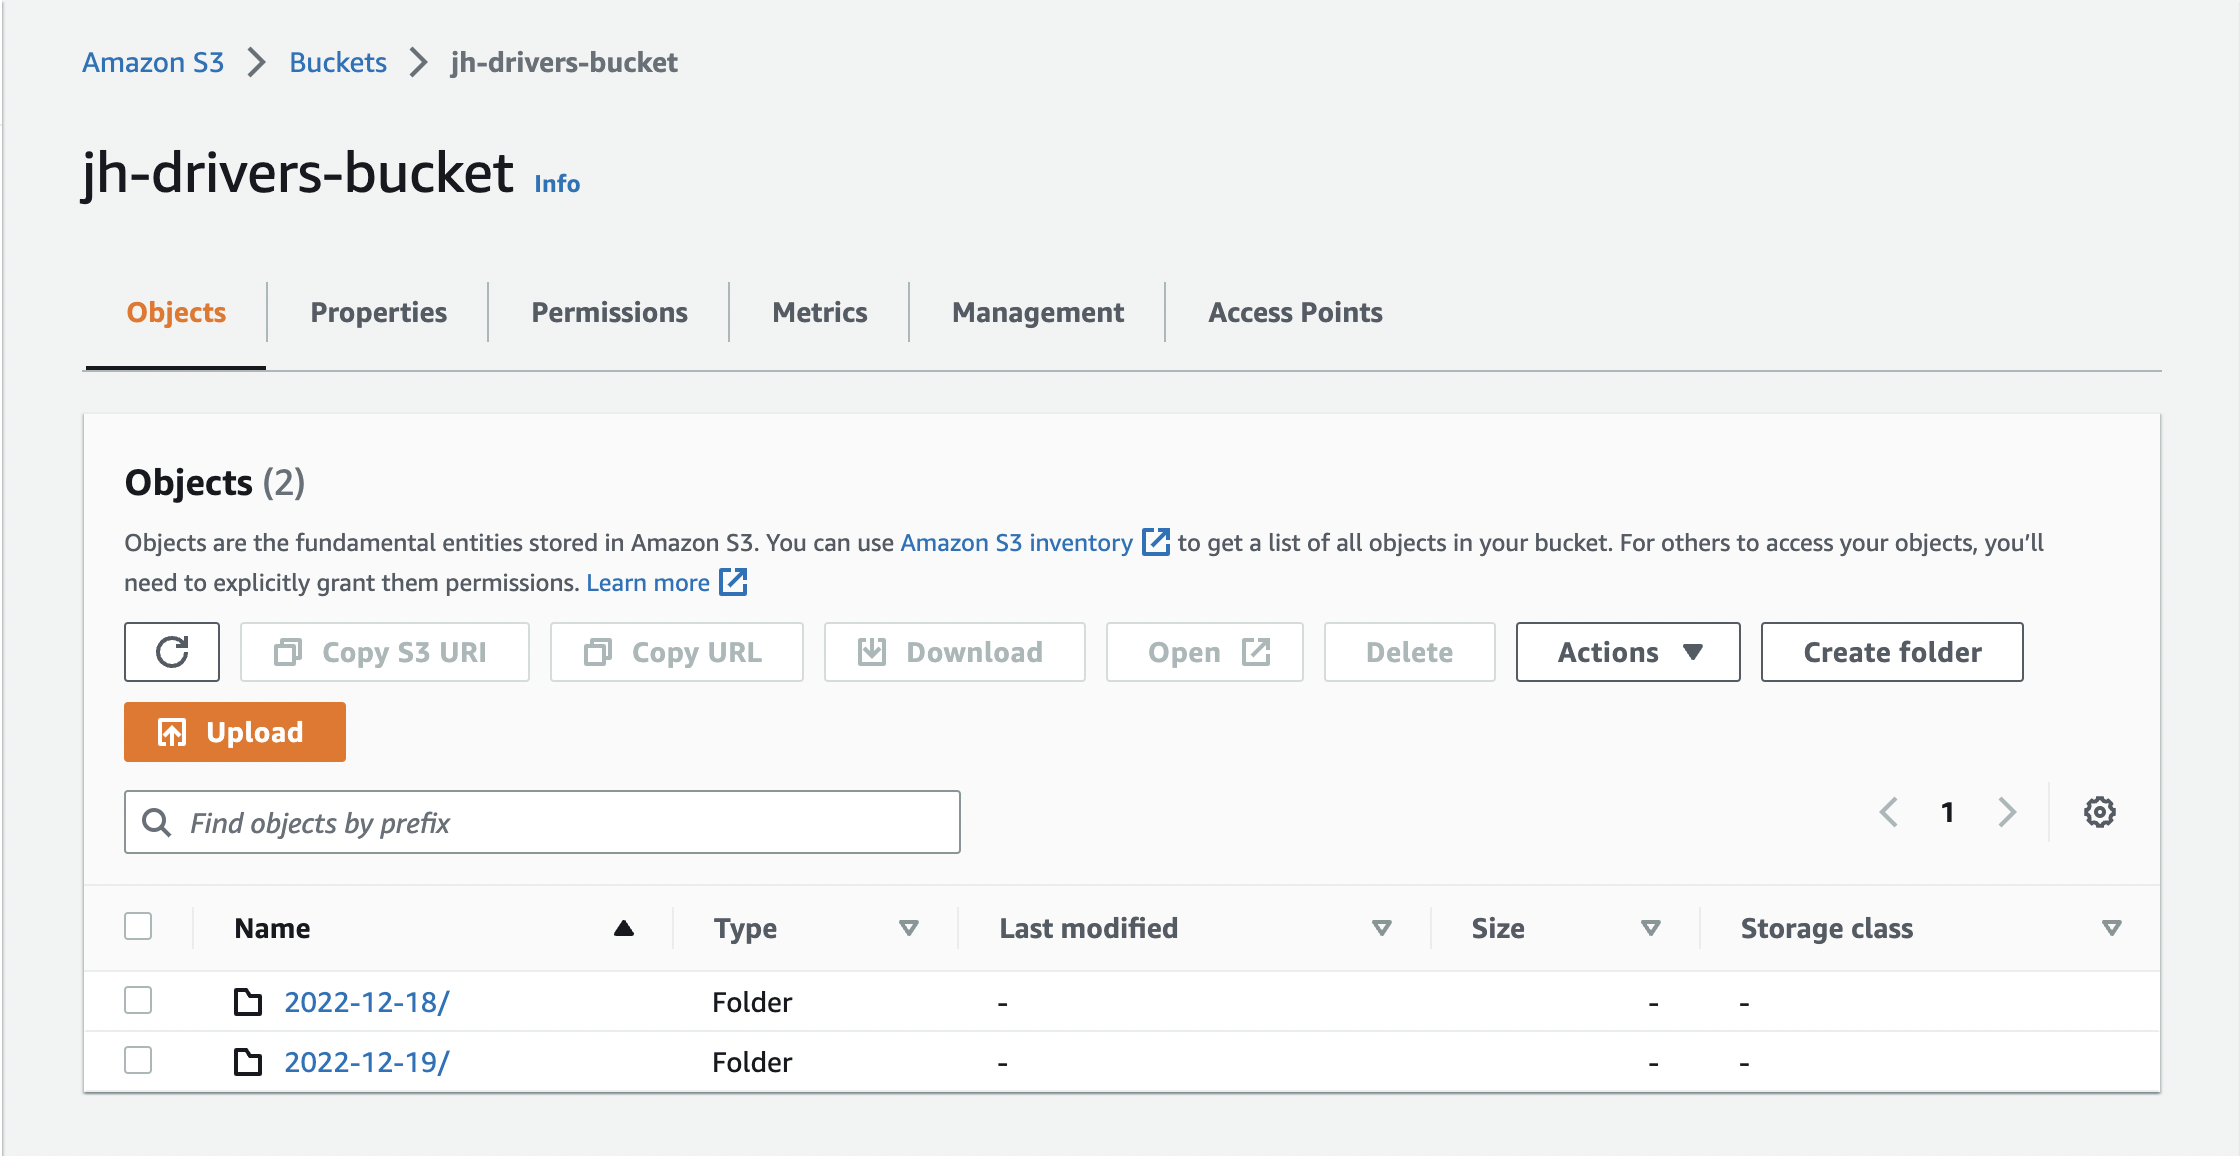 Amazon S3 Buckets jh-drivers-bucket
jh-drivers-bucket Info
Objects Properties Permissions Metrics Management Access Points
Objects (2)
Objects are the fundamental entities stored in Amazon S3. You can use Amazon S3 inventory to get a list of all objects in your bucket. For others to access your objects, you’ll
need to explicitly grant them permissions. Learn more
Copy S3 URI Copy URL Download Open Delete Actions Create folder
Upload
Find objects by prefix 1
Name Type Last modified Size Storage class
2022-12-18/ Folder - - -
2022-12-19/ Folder - - -